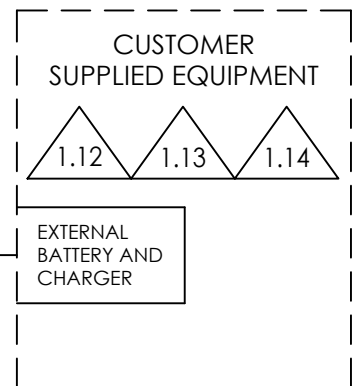 CUSTOMER
SUPPLIED EQUIPMENT
1.12 1.13 1.14
EXTERNAL
BATTERY AND
CHARGER